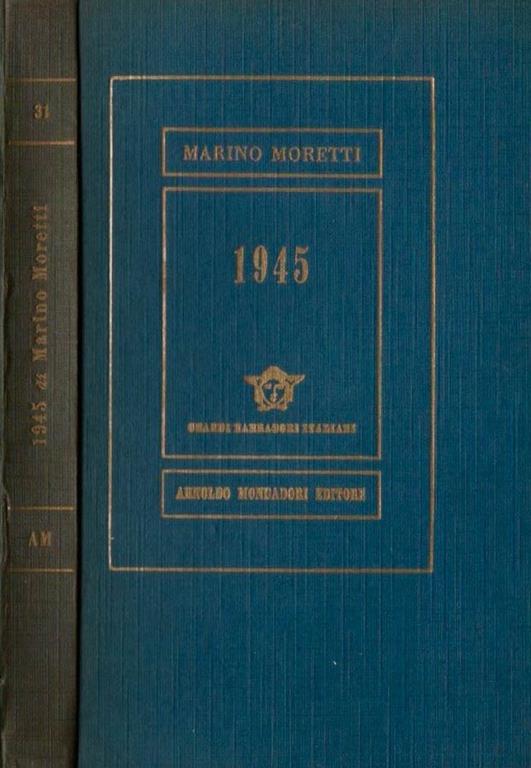 31
1945 di Marino Moretti
AM
MARINO MORETTI
1945
GRANDI NARRATORI ITALIANI
ARNOLDO MONDADORI EDITORE